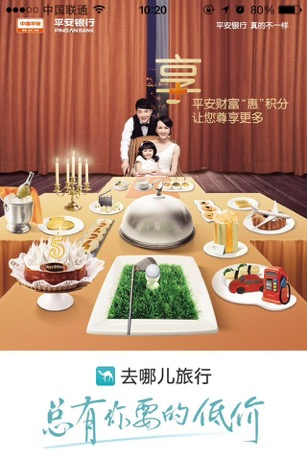 中国联通 10:20 80%
中国平安 平安银行 平安银行 真的不一样
PING AN BANK
享
平安财富“惠”积分
让您尊享更多
5
去哪儿旅行
总有你要的低价